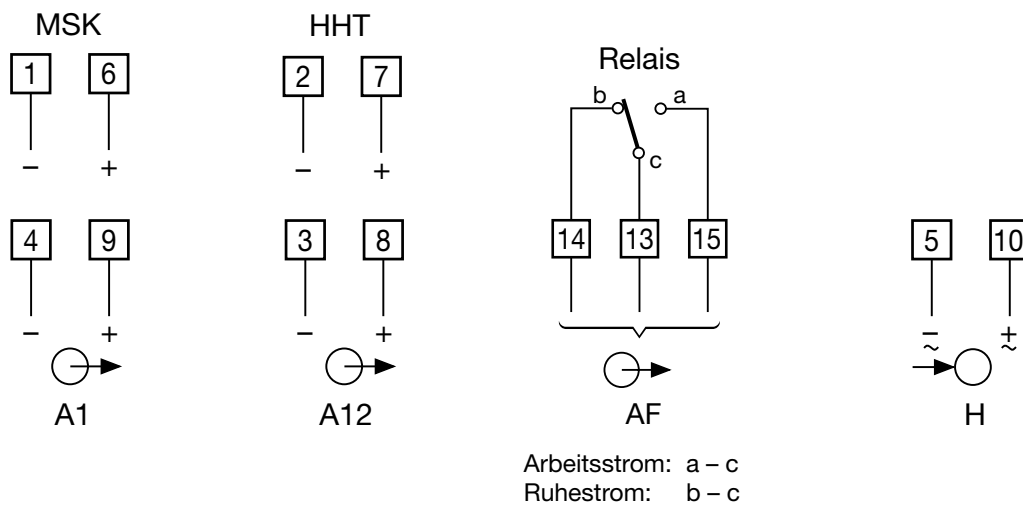 MSK HHT
1 6 2 7
Relais
b a
c
– + – +
4 9 3 8 14 13 15 5 10
– + – + – ~ + ~
A1 A12 AF H
Arbeitsstrom: a – c
Ruhestrom: b – c